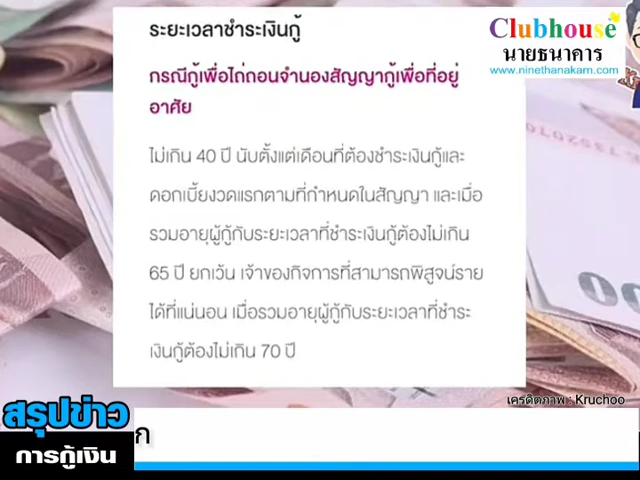 ระยะเวลาชำระเงินกู้
Clubhouse
นายธนาคาร
www.ninethanakarn.com
กรณีกู้เพื่อไถ่ถอนจำนองสัญญากู้เพื่อที่อยู่
อาศัย
ไม่เกิน 40 ปี นับตั้งแต่เดือนที่ต้องชำระเงินกู้และ
ดอกเบี้ยงวดแรกตามที่กำหนดในสัญญา และเมื่อ
รวมอายุผู้กู้กับระยะเวลาที่ชำระเงินกู้ต้องไม่เกิน
65 ปี ยกเว้น เจ้าของกิจการที่สามารถพิสูจน์ราย
ได้ที่แน่นอน เมื่อรวมอายุผู้กู้กับระยะเวลาที่ชำระ
เงินกู้ต้องไม่เกิน 70 ปี
เครดิตภาพ : Kruchoo
สรุปข่าว
ก
การกู้เงิน